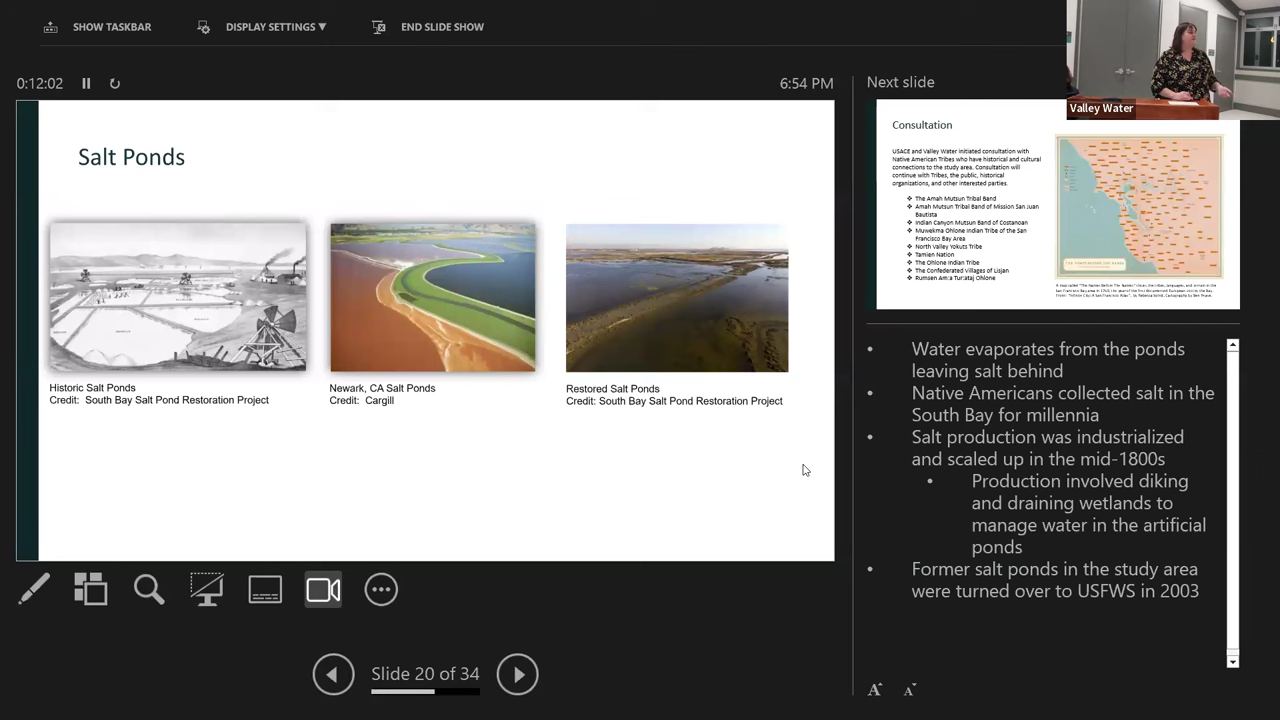 SHOW TASKBAR
DISPLAY SETTINGS ▼
END SLIDE SHOW
0:12:02
6:54 PM
Salt Ponds
Historic Salt Ponds
Credit: South Bay Salt Pond Restoration Project
Newark, CA Salt Ponds
Credit: Cargill
Restored Salt Ponds
Credit: South Bay Salt Pond Restoration Project
Slide 20 of 34
Next slide
Valley Water
Consultation
USACE and Valley Water initiated consultation with
Native American Tribes who have historical and cultural
connections to the study area. Consultation will
continue with Tribes, the public, historical
organizations, and other interested parties.
❖ The Amah Mutsun Tribal Band
❖ Amah Mutsun Tribal Band of Mission San Juan
Bautista
❖ Indian Canyon Mutsun Band of Costanoan
❖ Muwekma Ohlone Indian Tribe of the San
Francisco Bay Area
❖ North Valley Yokuts Tribe
❖ Tamien Nation
❖ The Ohlone Indian Tribe
❖ The Confederated Villages of Lisjan
❖ Rumsen Am:a Tur:ataj Ohlone
• Water evaporates from the ponds
leaving salt behind
• Native Americans collected salt in the
South Bay for millennia
• Salt production was industrialized
and scaled up in the mid-1800s
• Production involved diking
and draining wetlands to
manage water in the artificial
ponds
• Former salt ponds in the study area
were turned over to USFWS in 2003
A A